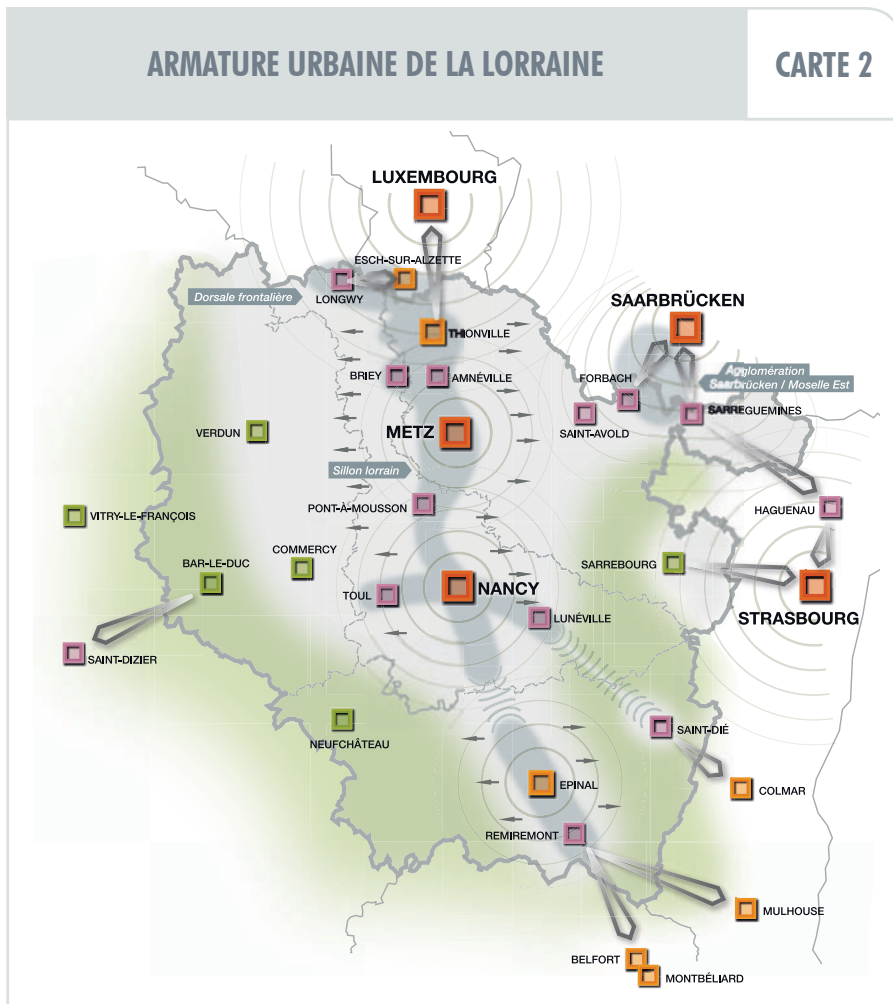 ARMATURE URBAINE DE LA LORRAINE
CARTE 2
LUXEMBOURG
ESCH-SUR-ALZETTE
Dorsale frontalière
LONGWY
SAARBRÜCKEN
THIONVILLE
BRIEY
AMNÉVILLE
FORBACH
Agglomération
Saarbrücken / Moselle Est
SARREGUEMINES
SAINT-AVOLD
VERDUN
METZ
Sillon lorrain
PONT-À-MOUSSON
HAGUENAU
VITRY-LE-FRANÇOIS
COMMERCY
BAR-LE-DUC
SARREBOURG
NANCY
TOUL
STRASBOURG
LUNÉVILLE
SAINT-DIZIER
SAINT-DIÉ
NEUFCHÂTEAU
EPINAL
COLMAR
REMIREMONT
MULHOUSE
BELFORT
MONTBÉLIARD